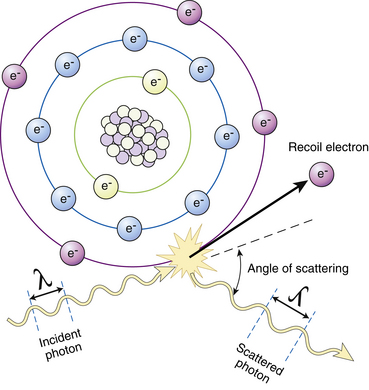 e-
e-
e-
e-
e-
e-
e-
e-
e-
e-
Recoil electron
e-
e-
e-
e-
e-
Angle of scattering
λ
λ
Incident
photon
Scattered
photon